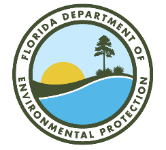 FLORIDA DEPARTMENT OF
ENVIRONMENTAL PROTECTION